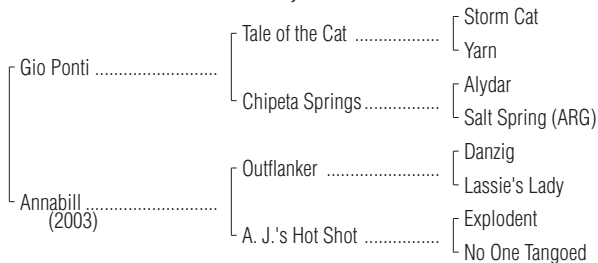 Storm Cat
Tale of the Cat ..................
Yarn
Gio Ponti ..........................
Alydar
Chipeta Springs ................
Salt Spring (ARG)
Danzig
Outflanker ........................
Lassie's Lady
Annabill ............................
(2003)
Explodent
A. J.'s Hot Shot ................
No One Tangoed